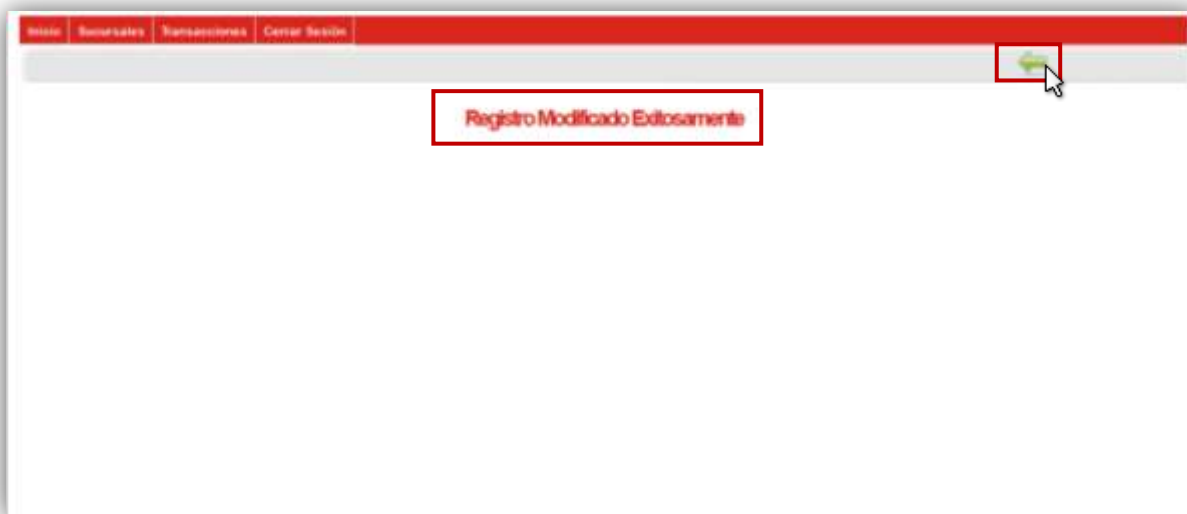 Inicio Sucursales Transacciones Cerrar Sesión
Registro Modificado Exitosamente